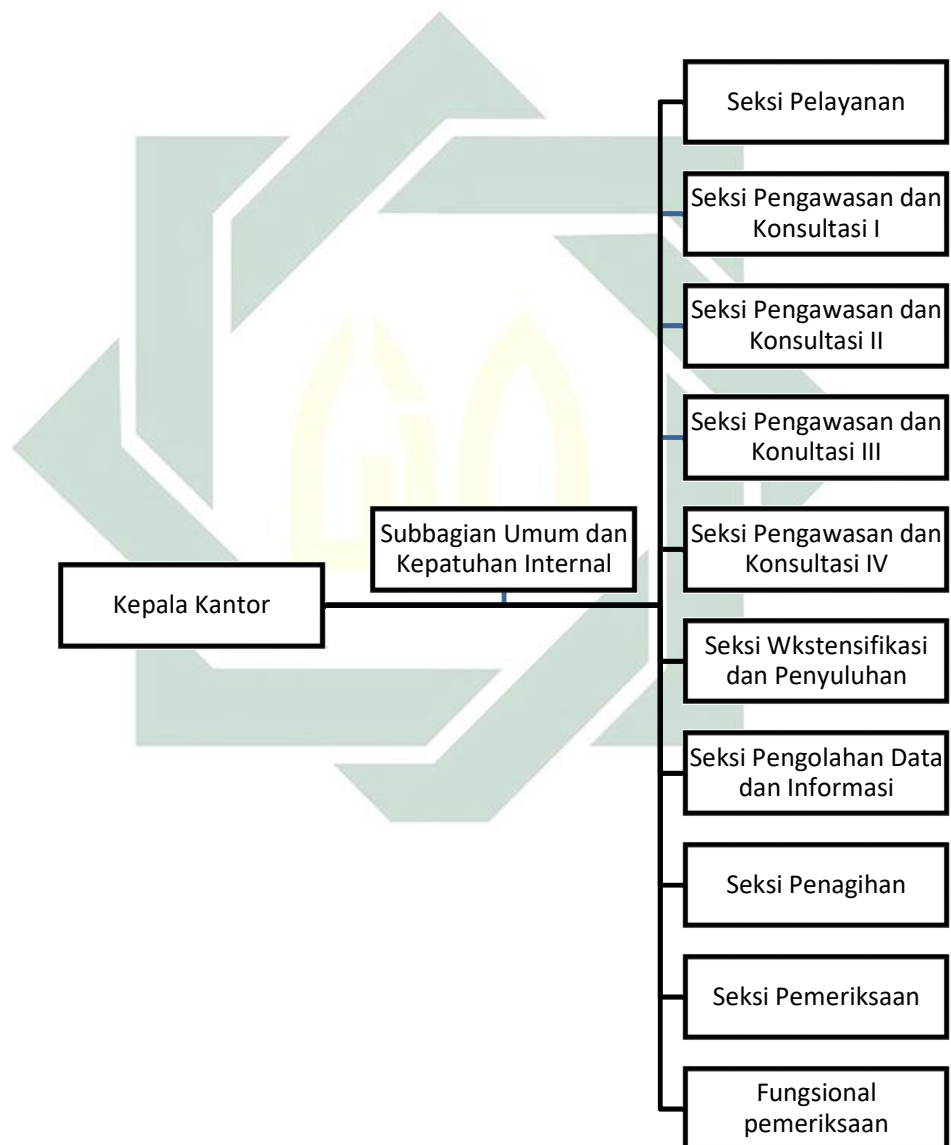 Seksi Pelayanan
Seksi Pengawasan dan
Konsultasi I
Seksi Pengawasan dan
Konsultasi II
Seksi Pengawasan dan
Konultasi III
Subbagian Umum dan
Kepatuhan Internal
Seksi Pengawasan dan
Konsultasi IV
Kepala Kantor
Seksi Wkstensifikasi
dan Penyuluhan
Seksi Pengolahan Data
dan Informasi
Seksi Penagihan
Seksi Pemeriksaan
Fungsional
pemeriksaan